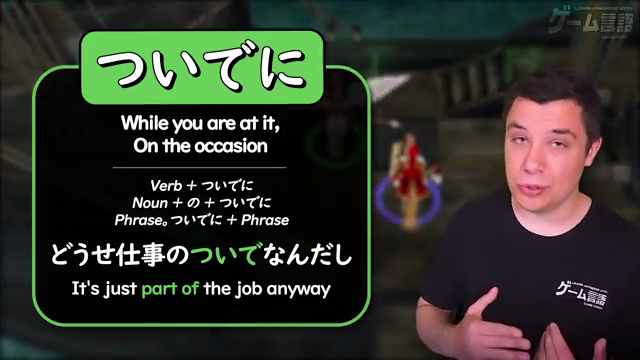 ついでに
While you are at it,
On the occasion
Verb + ついでに
Noun + の + ついでに
Phrase。ついでに + Phrase
どうせ仕事のついでなんだし
It's just part of the job anyway
LEARN JAPANESE WITH
ゲーム言語
ゲーム言語